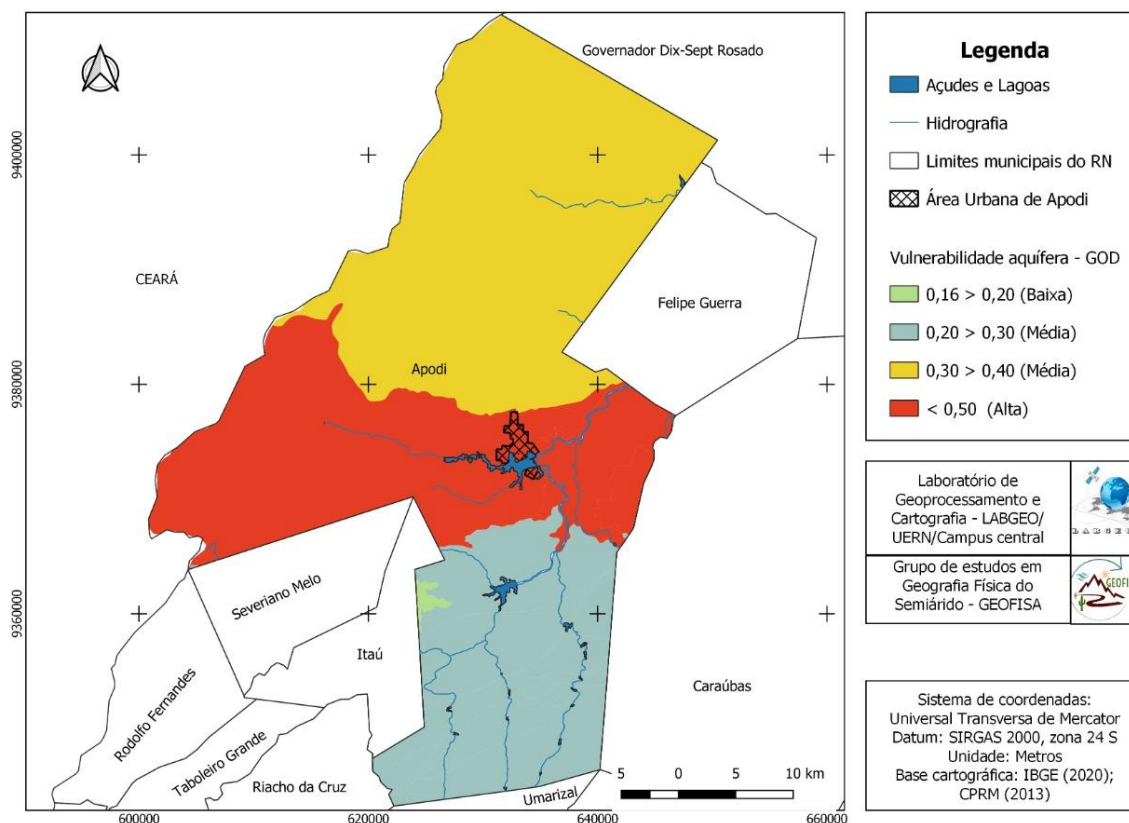 Governador Dix-Sept Rosado
CEARÁ
Felipe Guerra
Apodi
Severiano Melo
Itaú
Caraúbas
Rodolfo Fernandes
Taboleiro Grande
Riacho da Cruz
Umarizal
5 0 5 10 km
9400000
9380000
9360000
600000 620000 640000 660000
Legenda
Açudes e Lagoas
Hidrografia
Limites municipais do RN
Área Urbana de Apodi
Vulnerabilidade aquífera - GOD
0,16 > 0,20 (Baixa)
0,20 > 0,30 (Média)
0,30 > 0,40 (Média)
< 0,50 (Alta)
Laboratório de
Geoprocessamento e
Cartografia - LABGEO/
UERN/Campus central
Grupo de estudos em
Geografia Física do
Semiárido - GEOFISA
GEOFIS
Sistema de coordenadas:
Universal Transversa de Mercator
Datum: SIRGAS 2000, zona 24 S
Unidade: Metros
Base cartográfica: IBGE (2020);
CPRM (2013)